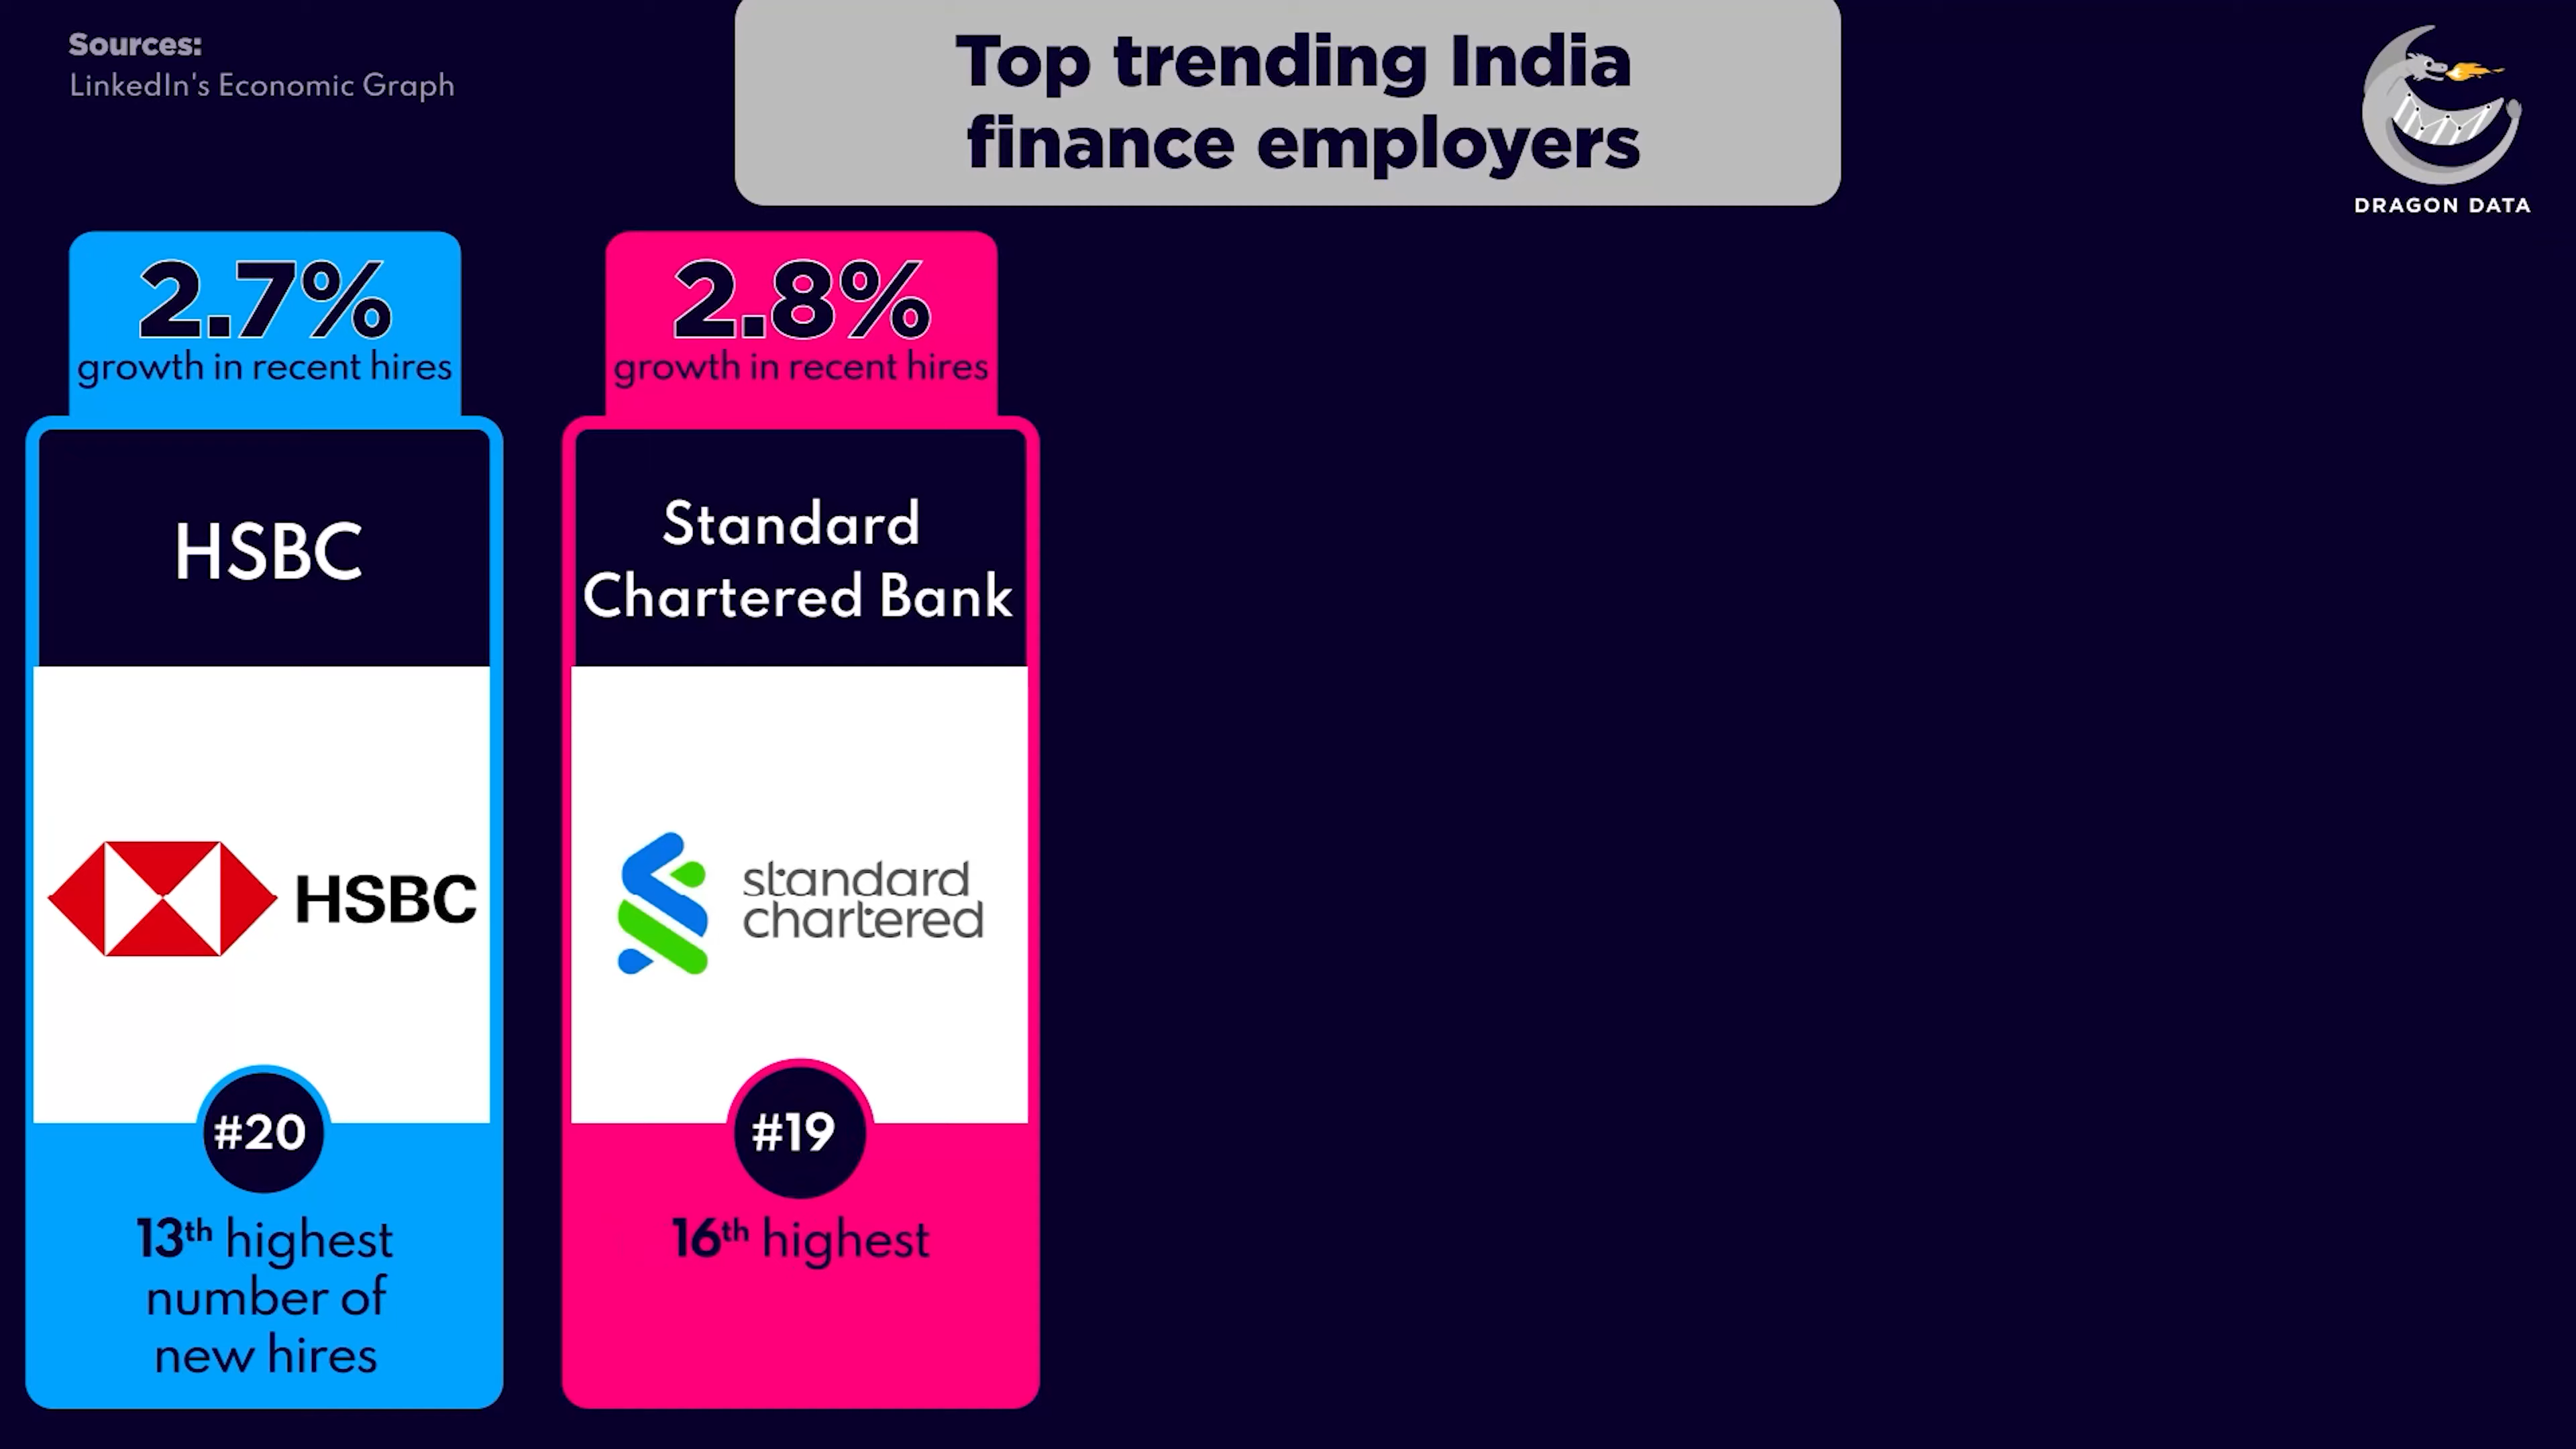 Sources:
LinkedIn's Economic Graph
Top trending India
finance employers
DRAGON DATA
2.7%
growth in recent hires
HSBC
HSBC
#20
13th highest
number of
new hires
2.8%
growth in recent hires
Standard
Chartered Bank
standard
chartered
#19
16th highest